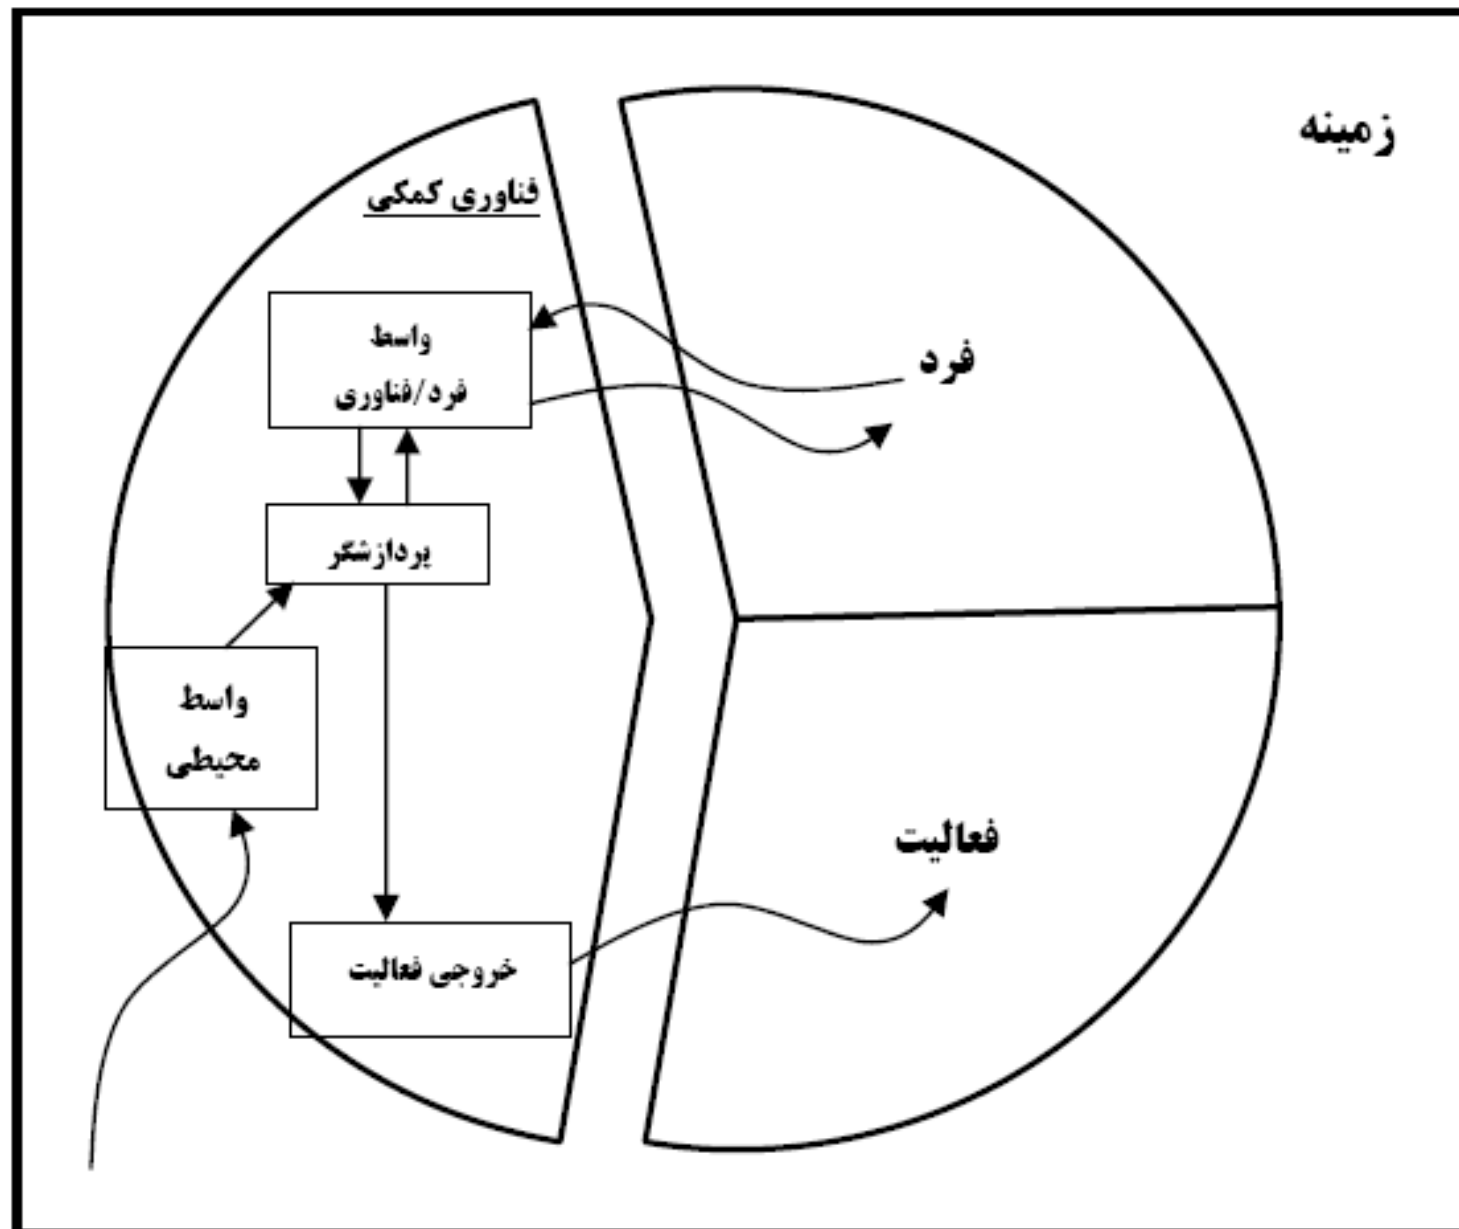 زمینه
فناوری کمکی
واسط
فرد/فناوری
فرد
پردازشگر
واسط
محیطی
فعالیت
خروجی فعالیت